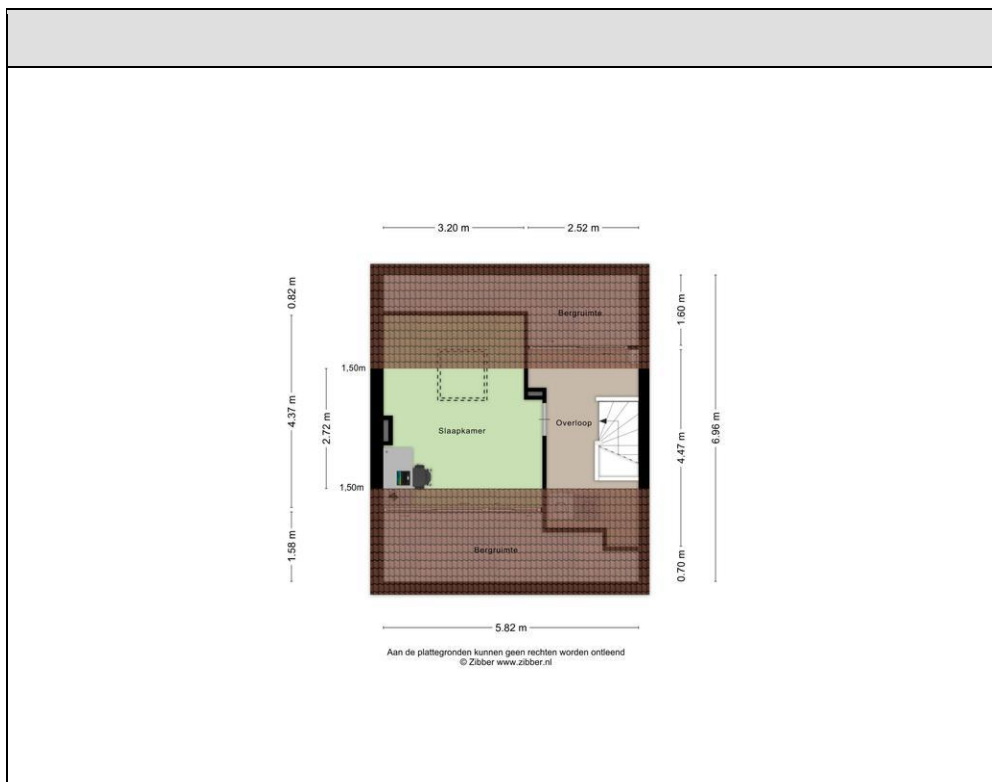 3.20 m 2.52 m
0.82 m
1.60 m
Bergruimte
1,50m
4.37 m
2.72 m
Slaapkamer
Overloop
4.47 m
6.96 m
1,50m
1.58 m
Bergruimte
0.70 m
5.82 m
Aan de plattegronden kunnen geen rechten worden ontleend
© Zibber www.zibber.nl